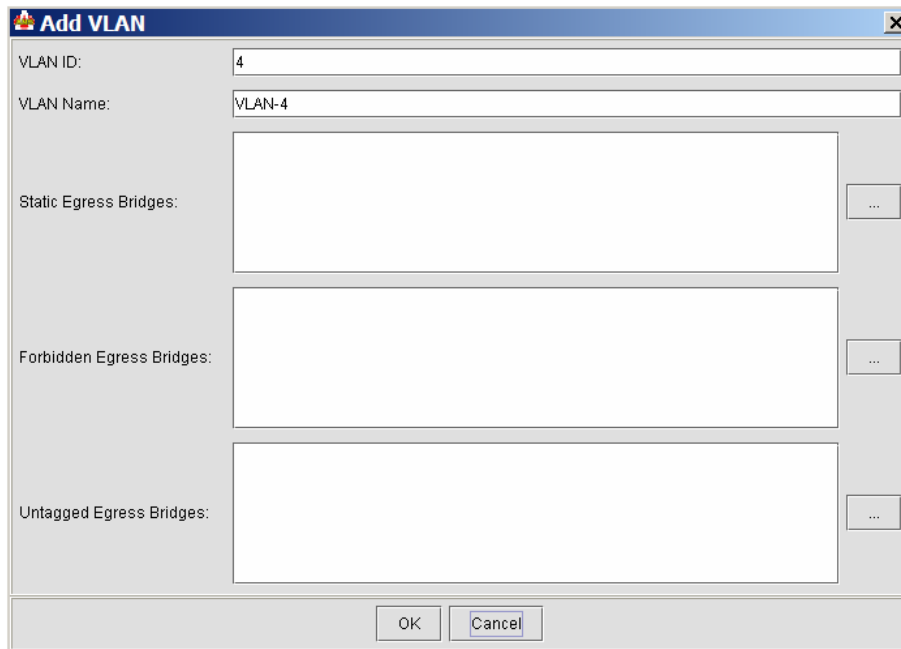 Add VLAN
VLAN ID: 4
VLAN Name: VLAN-4
Static Egress Bridges: ...
Forbidden Egress Bridges: ...
Untagged Egress Bridges: ...
OK Cancel